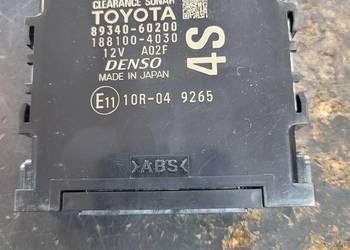 CLEARANCE SONAR
TOYOTA
89340-60200
188100-4030
12V A02F
DENSO
MADE IN JAPAN
4S
E11 10R-04 9265
>ABS<